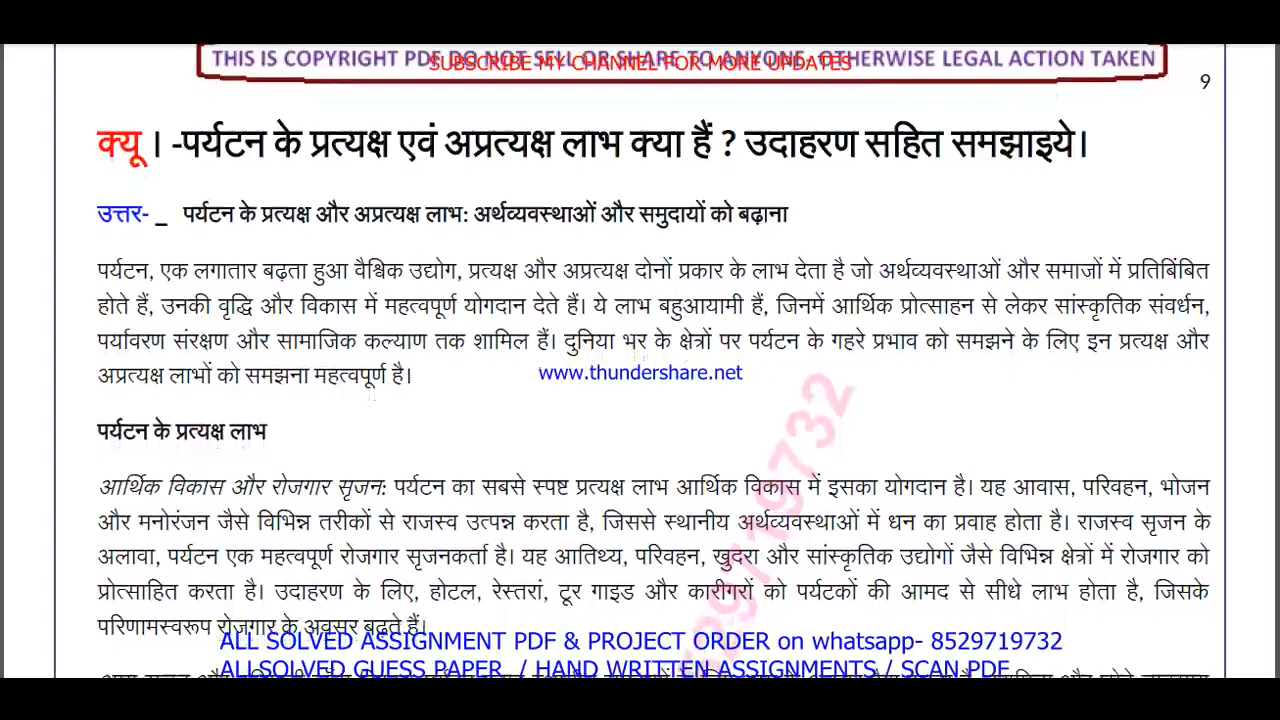 THIS IS COPYRIGHT PDF DO NOT SELL OR SHARE TO ANYONE- OTHERWISE LEGAL ACTION TAKEN
SUBSCRIBE MY CHANNEL FOR MORE UPDATES
9
क्यू । -पर्यटन के प्रत्यक्ष एवं अप्रत्यक्ष लाभ क्या हैं ? उदाहरण सहित समझाइये।
उत्तर- _ पर्यटन के प्रत्यक्ष और अप्रत्यक्ष लाभ: अर्थव्यवस्थाओं और समुदायों को बढ़ाना
पर्यटन, एक लगातार बढ़ता हुआ वैश्विक उद्योग, प्रत्यक्ष और अप्रत्यक्ष दोनों प्रकार के लाभ देता है जो अर्थव्यवस्थाओं और समाजों में प्रतिबिंबित
होते हैं, उनकी वृद्धि और विकास में महत्वपूर्ण योगदान देते हैं। ये लाभ बहुआयामी हैं, जिनमें आर्थिक प्रोत्साहन से लेकर सांस्कृतिक संवर्धन,
पर्यावरण संरक्षण और सामाजिक कल्याण तक शामिल हैं। दुनिया भर के क्षेत्रों पर पर्यटन के गहरे प्रभाव को समझने के लिए इन प्रत्यक्ष और
अप्रत्यक्ष लाभों को समझना महत्वपूर्ण है।
www.thundershare.net
पर्यटन के प्रत्यक्ष लाभ
आर्थिक विकास और रोजगार सृजन: पर्यटन का सबसे स्पष्ट प्रत्यक्ष लाभ आर्थिक विकास में इसका योगदान है। यह आवास, परिवहन, भोजन
और मनोरंजन जैसे विभिन्न तरीकों से राजस्व उत्पन्न करता है, जिससे स्थानीय अर्थव्यवस्थाओं में धन का प्रवाह होता है। राजस्व सृजन के
अलावा, पर्यटन एक महत्वपूर्ण रोजगार सृजनकर्ता है। यह आतिथ्य, परिवहन, खुदरा और सांस्कृतिक उद्योगों जैसे विभिन्न क्षेत्रों में रोजगार को
प्रोत्साहित करता है। उदाहरण के लिए, होटल, रेस्तरां, टूर गाइड और कारीगरों को पर्यटकों की आमद से सीधे लाभ होता है, जिसके
परिणामस्वरूप रोज़गार के अवसर बढ़ते हैं।
ALL SOLVED ASSIGNMENT PDF & PROJECT ORDER on whatsapp- 8529719732
ALLSOLVED GUESS PAPER / HAND WRITTEN ASSIGNMENTS / SCAN PDF